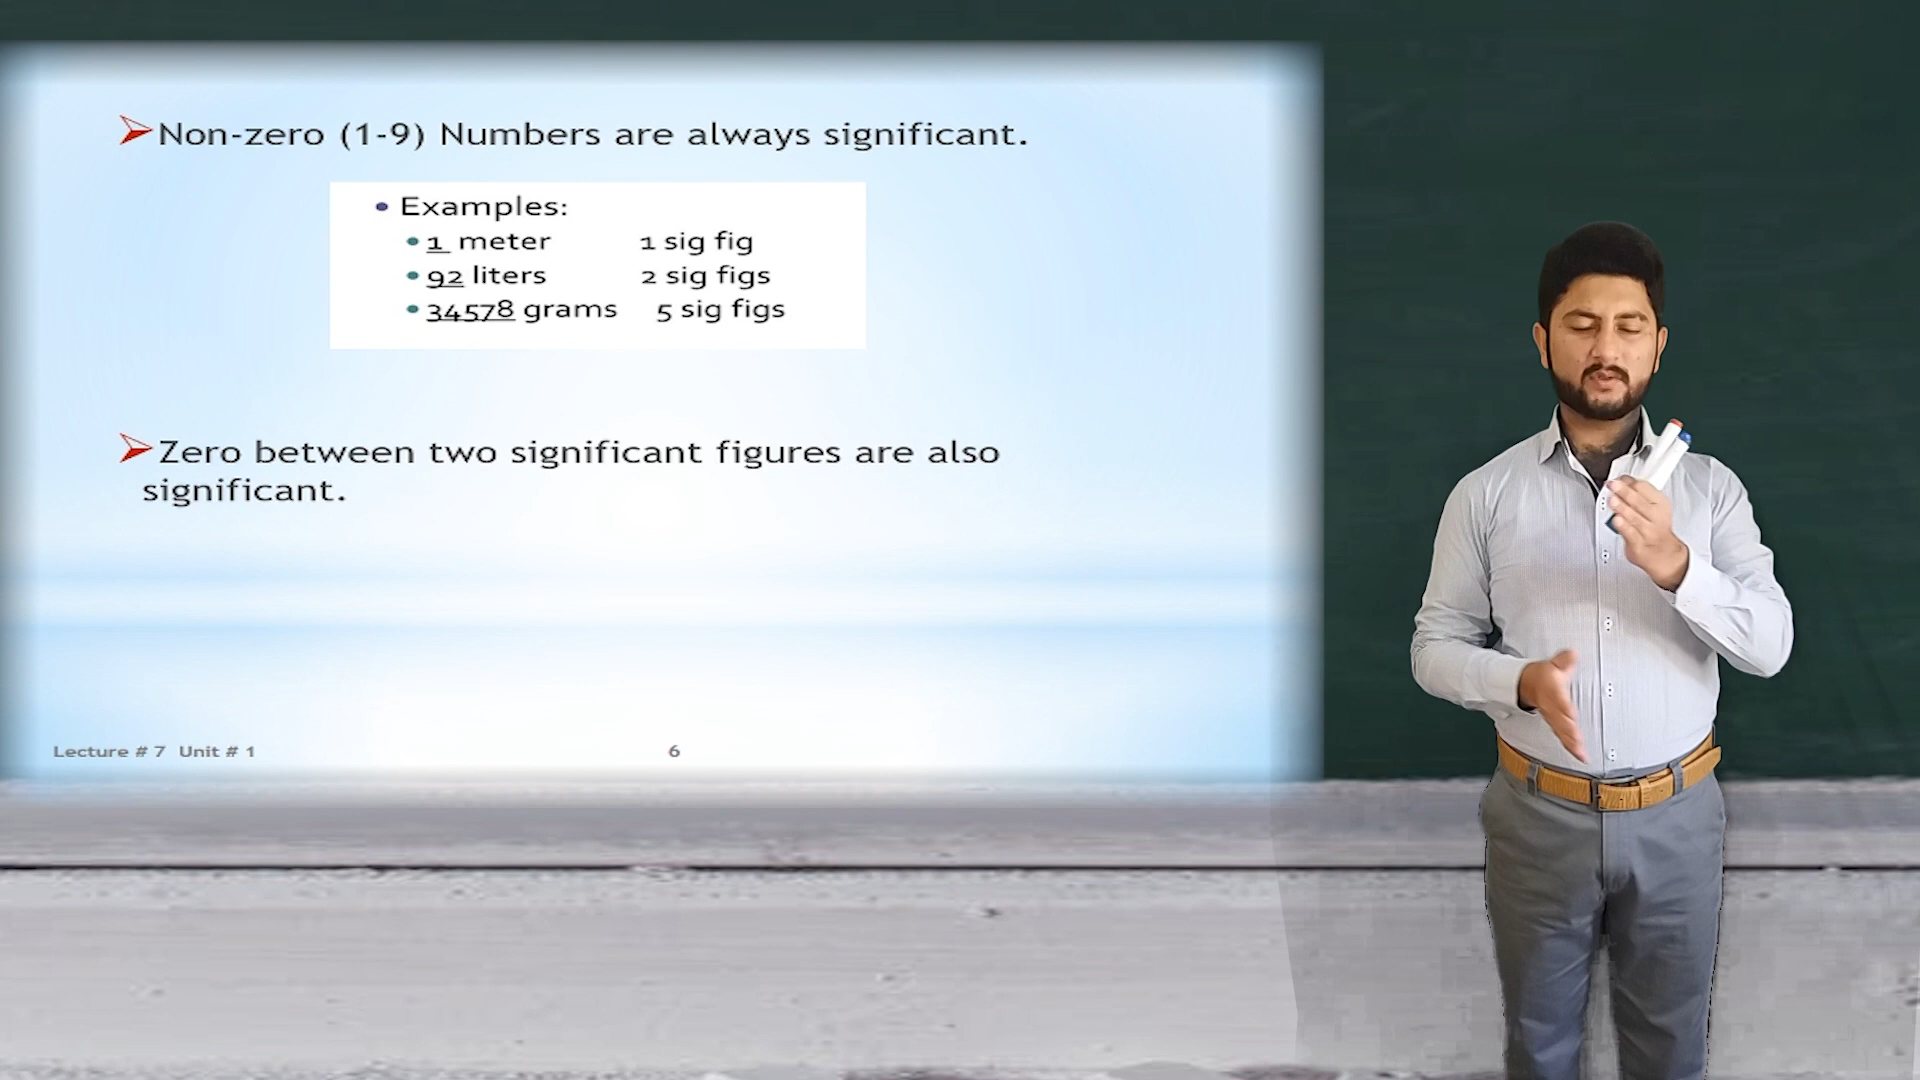 Non-zero (1-9) Numbers are always significant.
Examples:
1 meter 1 sig fig
92 liters 2 sig figs
34578 grams 5 sig figs
Zero between two significant figures are also
significant.
Lecture # 7 Unit # 1
6